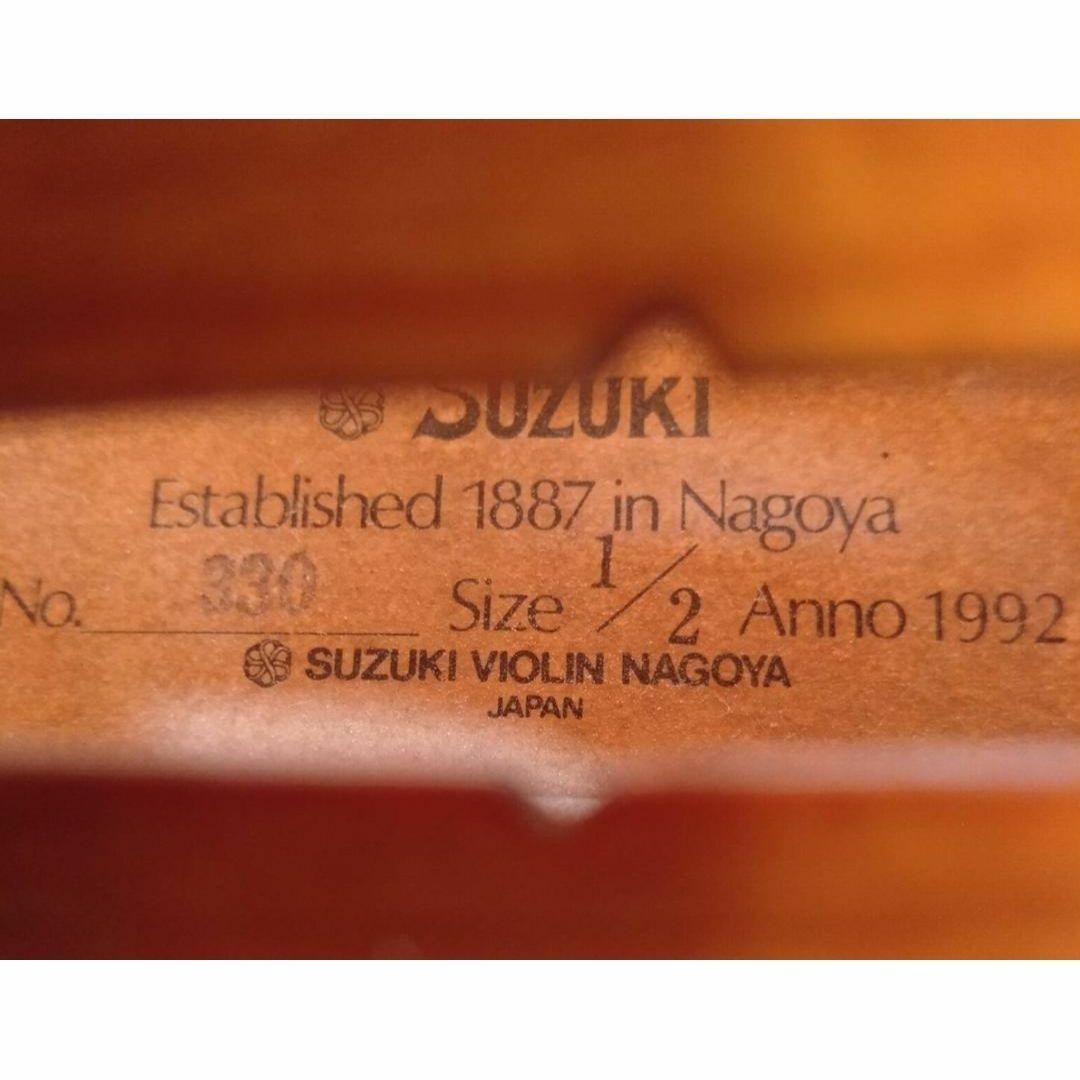 SUZUKI
Established 1887 in Nagoya
No. 330 Size 1/2 Anno 1992
SUZUKI VIOLIN NAGOYA
JAPAN